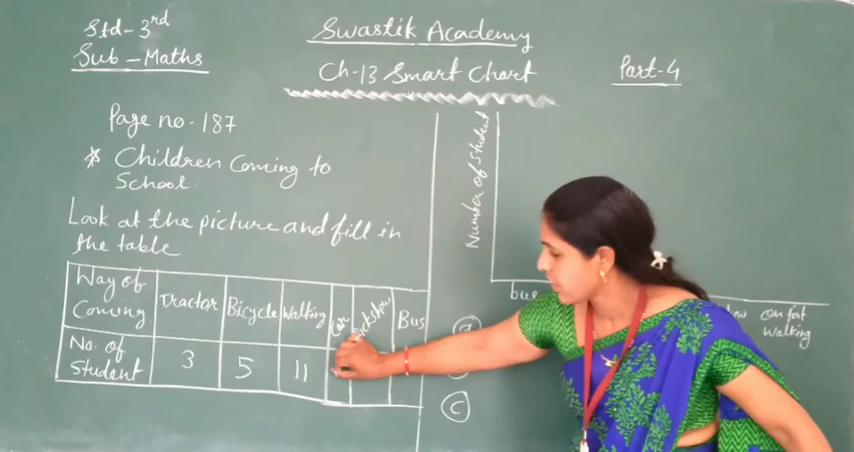 Std-3rd
Sub-Maths
Swastik Academy
Ch-13 Smart Chart
Part-4
Page no.187
* Children Coming to
School.
Look at the picture and fill in
the table
Way of Coming Tractor Bicycle Walking Car Bus
No. of Student 3 5 11
Number of Student
bus
on foot
walking
C